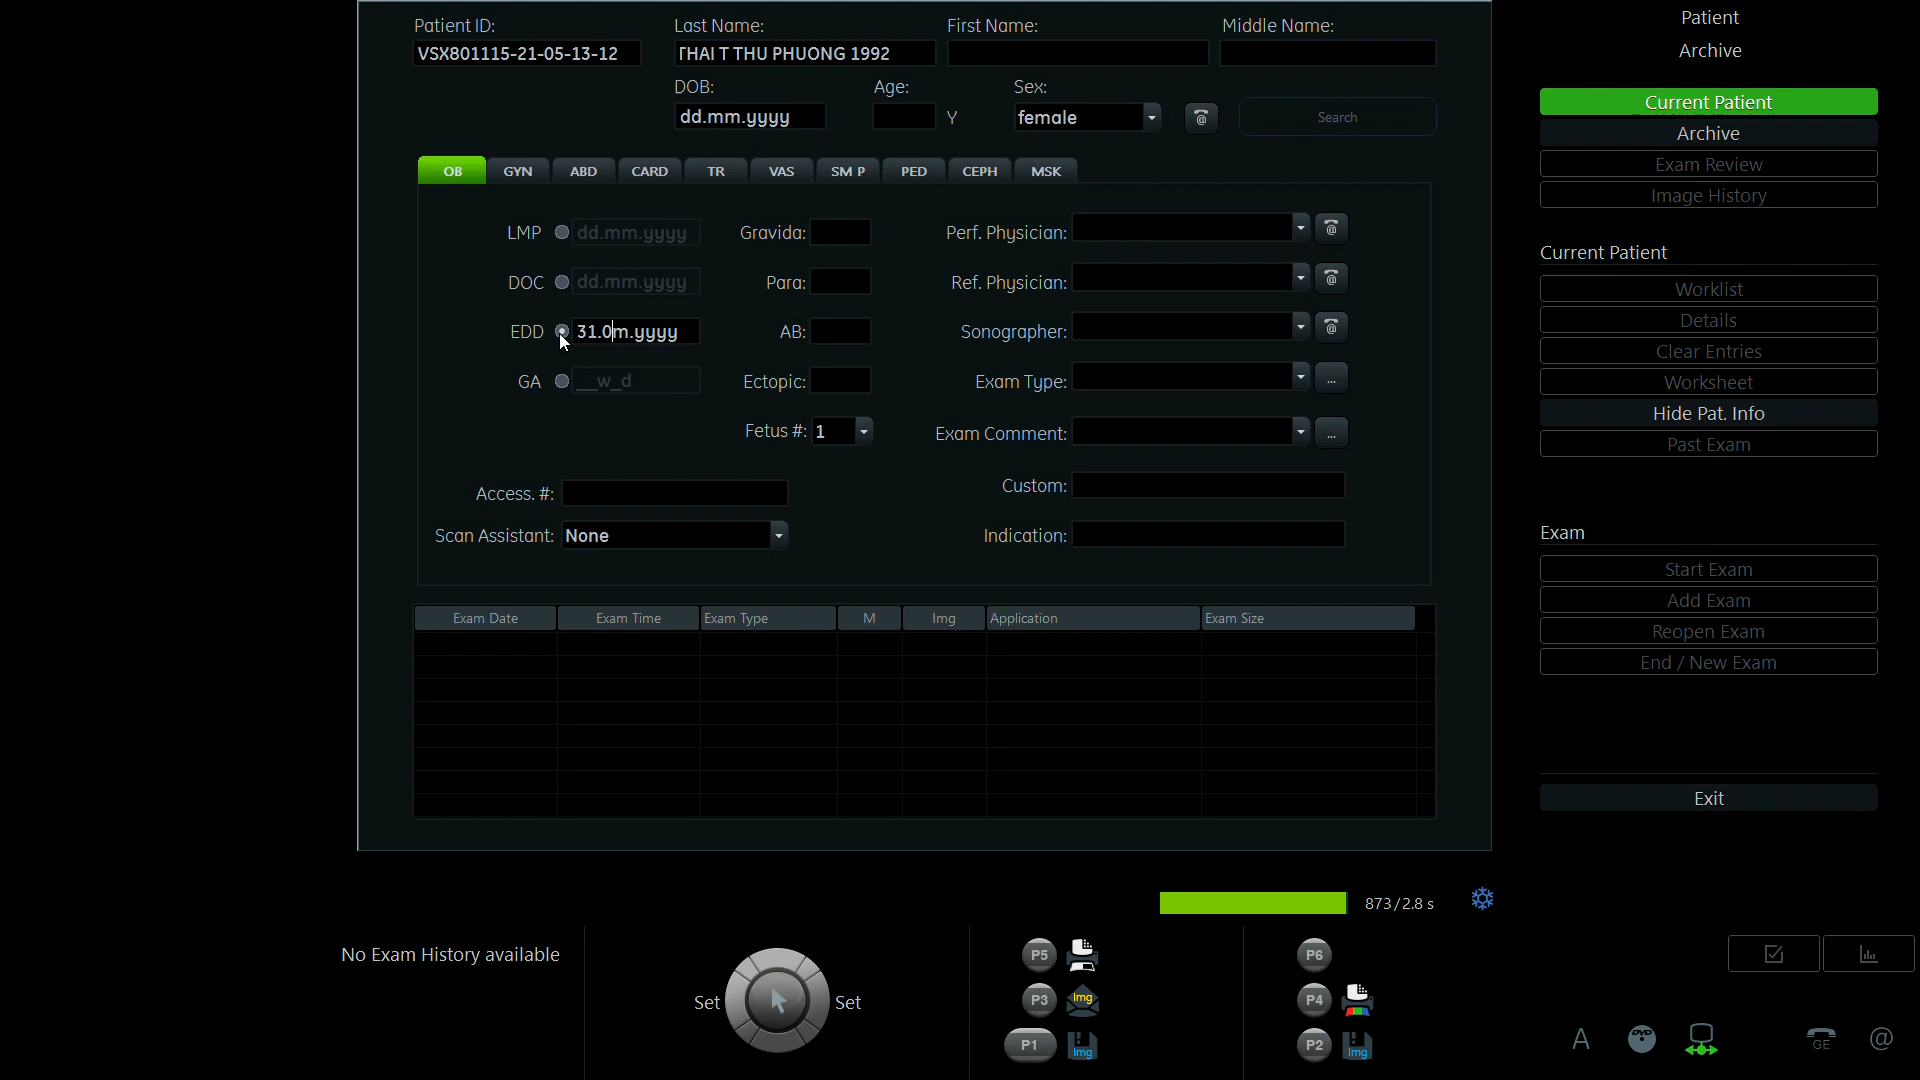 Patient ID: Last Name: First Name: Middle Name:
VSX801115-21-05-13-12 THAI T THU PHUONG 1992
DOB: Age: Sex:
dd.mm.yyyy Y female @ Search
OB GYN ABD CARD TR VAS SM P PED CEPH MSK
LMP dd.mm.yyyy Gravida: Perf. Physician: @
DOC dd.mm.yyyy Para: Ref. Physician: @
EDD 31.0m.yyyy AB: Sonographer: @
GA __w_d Ectopic: Exam Type: ...
Fetus #: 1 Exam Comment: ...
Access. #: Custom:
Scan Assistant: None Indication:
Exam Date Exam Time Exam Type M Img Application Exam Size
873/2.8 s
No Exam History available
Set Set
P5 P6
P3 Img P4
P1 Img P2 Img
Patient
Archive
Current Patient
Archive
Exam Review
Image History
Current Patient
Worklist
Details
Clear Entries
Worksheet
Hide Pat. Info
Past Exam
Exam
Start Exam
Add Exam
Reopen Exam
End / New Exam
Exit
A DVD GE @